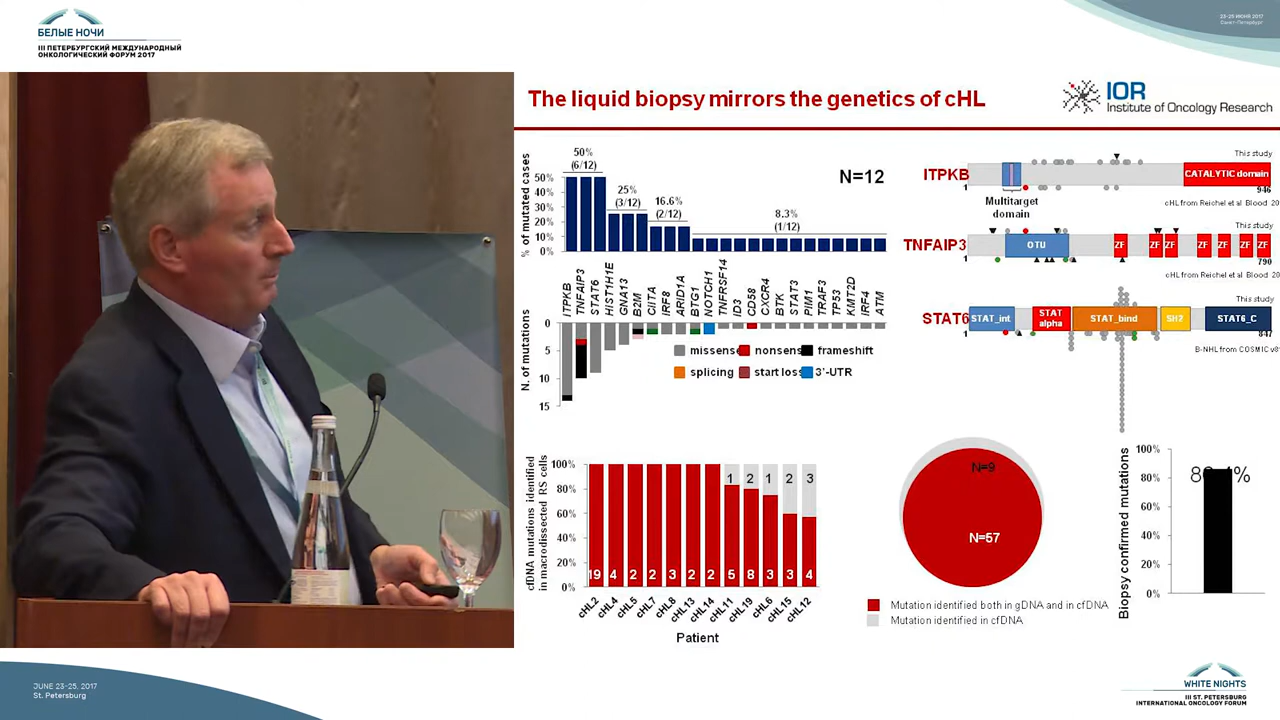 БЕЛЫЕ НОЧИ
III ПЕТЕРБУРГСКИЙ МЕЖДУНАРОДНЫЙ
ОНКОЛОГИЧЕСКИЙ ФОРУМ 2017
23-25 ИЮНЯ 2017
Санкт-Петербург
The liquid biopsy mirrors the genetics of cHL
IOR
Institute of Oncology Research
% of mutated cases
50%
(6/12)
25%
(3/12)
16.6%
(2/12)
8.3%
(1/12)
N=12
50%
40%
30%
20%
10%
0%
ITPKB
TNFAIP3
STAT6
HIST1H1E
GNA13
B2M
CIITA
IRF8
ARID1A
BTG1
NOTCH1
TNFRSF14
ID3
CD58
CXCR4
BTK
STAT3
PIM1
TRAF3
TP53
KMT2D
IRF4
ATM
N. of mutations
0
5
10
15
missense
nonsens
frameshift
splicing
start loss
3'-UTR
This study
ITPKB
CATALYTIC domain
1
946
Multitarget
domain
cHL from Reichel et al. Blood 20
This study
TNFAIP3
OTU
ZF
ZF
ZF
ZF
ZF
ZF
ZF
1
790
cHL from Reichel et al. Blood 20
This study
STAT6
STAT_int
STAT
alpha
STAT_bind
SH2
STAT6_C
1
847
B-NHL from COSMIC v8
cfDNA mutations identified
in macrodissected RS cells
100%
80%
60%
40%
20%
0%
1 2 1 2 3
19 4 2 2 3 2 2 5 8 3 3 4
cHL2
cHL4
cHL5
cHL7
cHL8
cHL13
cHL14
cHL11
cHL19
cHL6
cHL15
cHL12
Patient
N=9
N=57
Mutation identified both in gDNA and in cfDNA
Mutation identified in cfDNA
Biopsy confirmed mutations
100%
80%
60%
40%
20%
0%
JUNE 23-25, 2017
St. Petersburg
WHITE NIGHTS
III ST. PETERSBURG
INTERNATIONAL ONCOLOGY FORUM